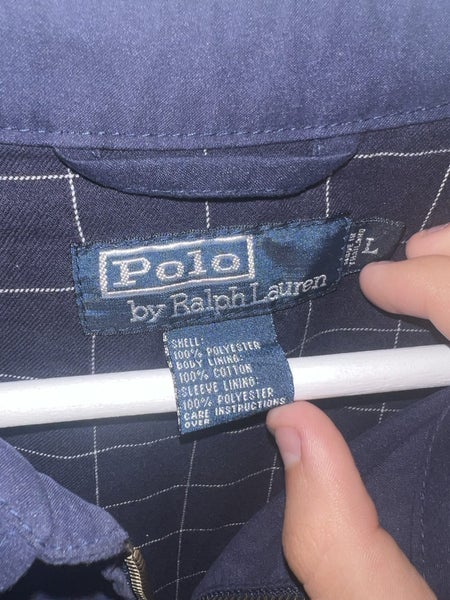 Polo
by Ralph Lauren
L
SHELL:
100% POLYESTER
BODY LINING:
100% COTTON
SLEEVE LINING:
100% POLYESTER
CARE INSTRUCTIONS
OVER